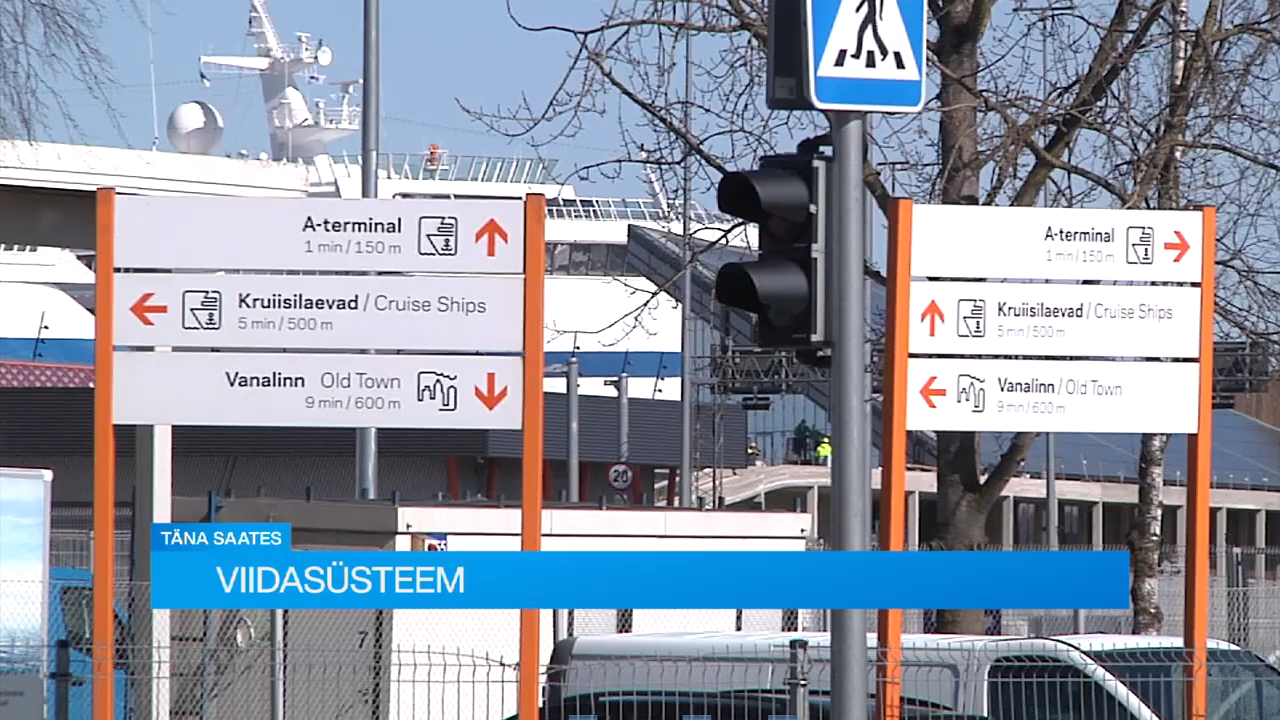 A-terminal
1 min / 150 m
Kruiisilaevad / Cruise Ships
5 min / 500 m
Vanalinn Old Town
9 min / 600 m
A-terminal
1 min / 150 m
Kruiisilaevad / Cruise Ships
5 min / 500 m
Vanalinn / Old Town
9 min / 600 m
20
TÄNA SAATES
VIIDASÜSTEEM
7